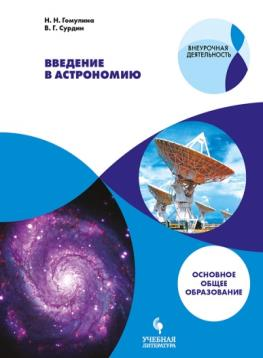 Н. Н. Гомулина
В. Г. Сурдин
ВНЕУРОЧНАЯ
ДЕЯТЕЛЬНОСТЬ
ВВЕДЕНИЕ
В АСТРОНОМИЮ
ОСНОВНОЕ
ОБЩЕЕ
ОБРАЗОВАНИЕ
УЧЕБНАЯ
ЛИТЕРАТУРА